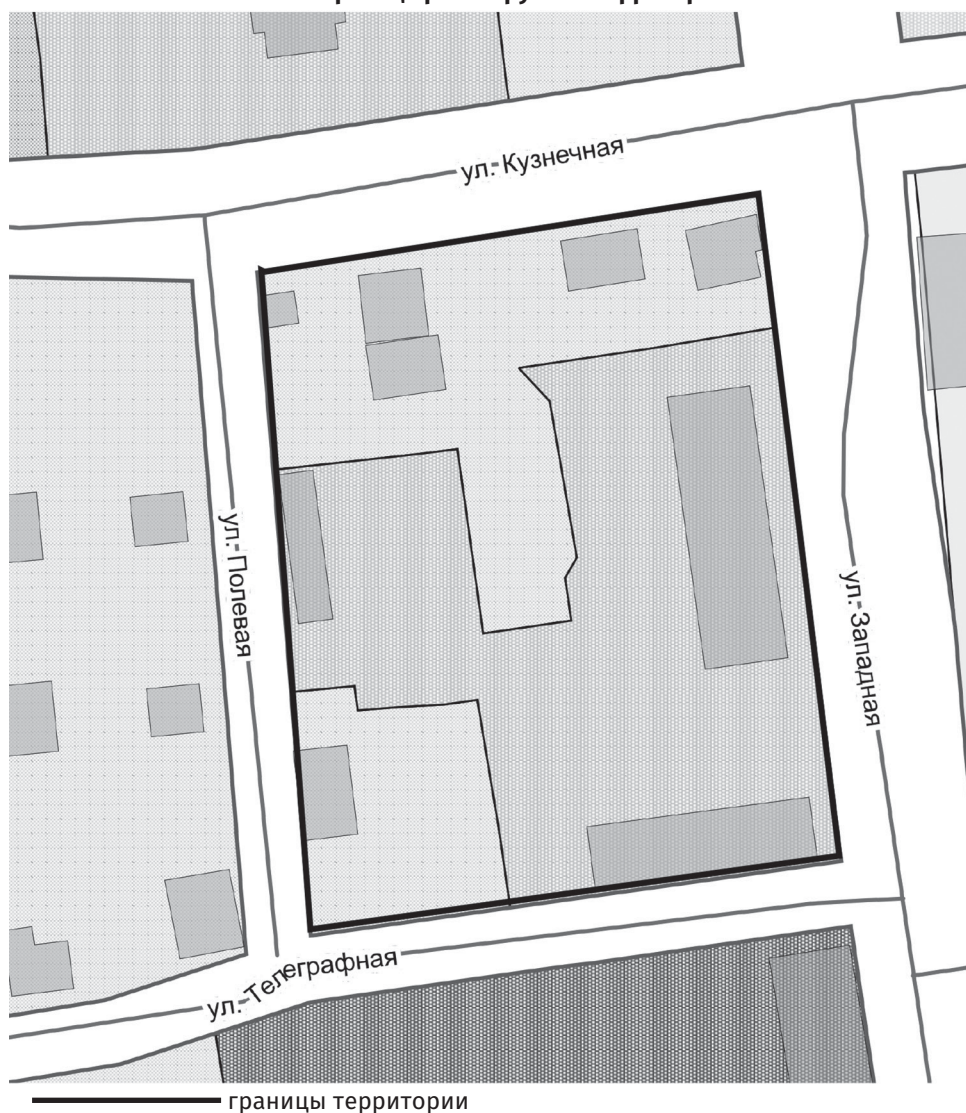 ул. Кузнечная
ул. Полевая
ул. Западная
ул. Телеграфная
границы территории